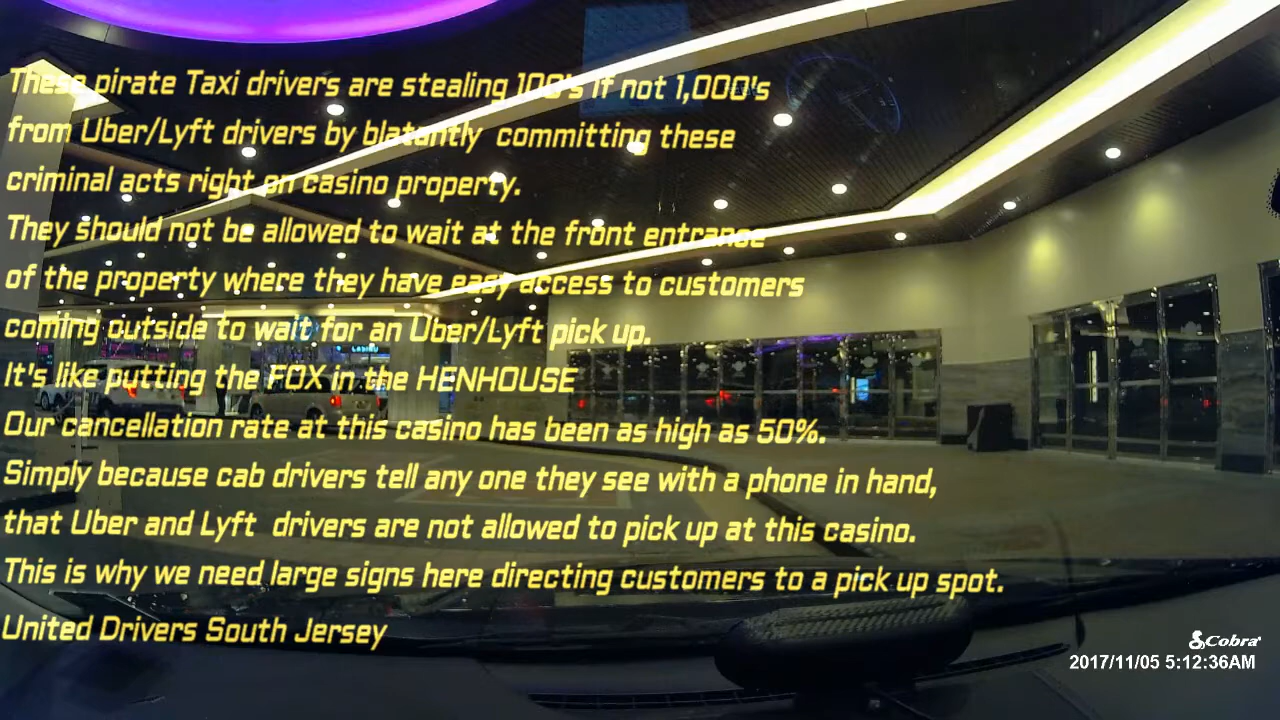 These pirate Taxi drivers are stealing 100's if not 1,000's
from Uber/Lyft drivers by blatantly committing these
criminal acts right on casino property.
They should not be allowed to wait at the front entrance
of the property where they have easy access to customers
coming outside to wait for an Uber/Lyft pick up.
It's like putting the FOX in the HENHOUSE
Our cancellation rate at this casino has been as high as 50%.
Simply because cab drivers tell any one they see with a phone in hand,
that Uber and Lyft drivers are not allowed to pick up at this casino.
This is why we need large signs here directing customers to a pick up spot.
United Drivers South Jersey
Cobra
2017/11/05 5:12:36AM